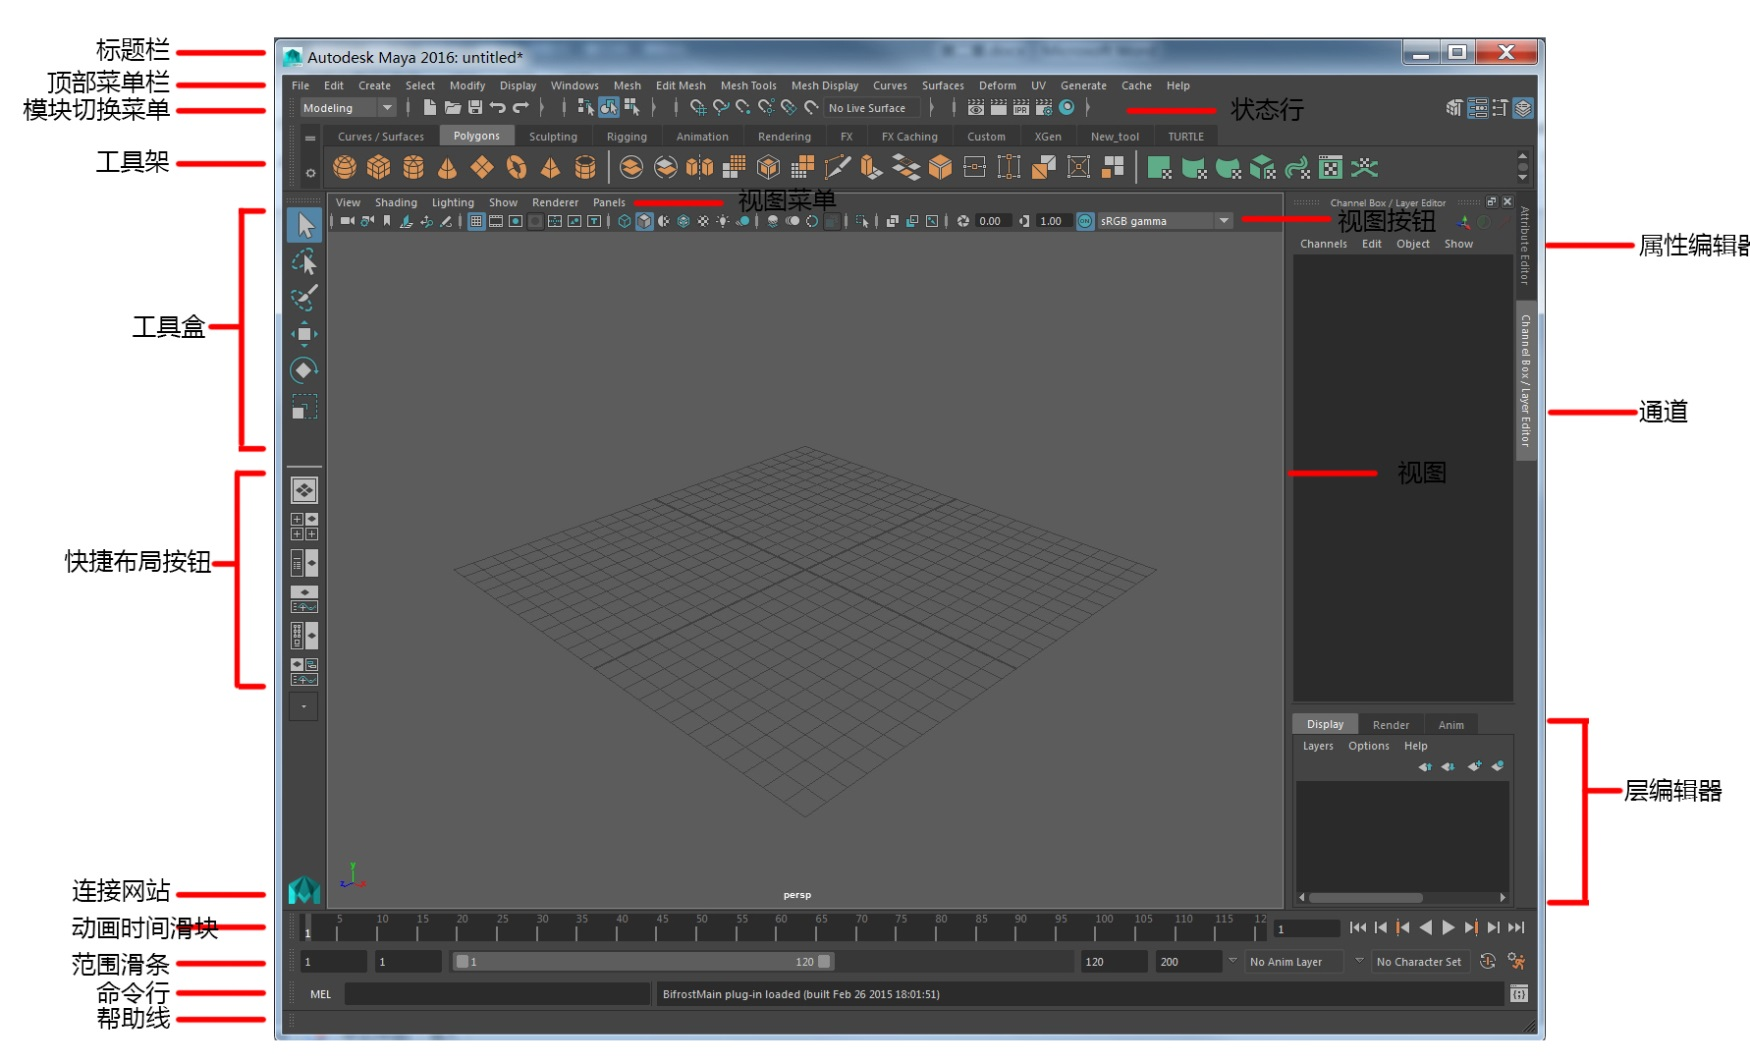 标题栏
Autodesk Maya 2016: untitled*
顶部菜单栏
File Edit Create Select Modify Display Windows Mesh Edit Mesh Mesh Tools Mesh Display Curves Surfaces Deform UV Generate Cache Help
模块切换菜单
Modeling
No Live Surface
IPR
状态行
Curves / Surfaces Polygons Sculpting Rigging Animation Rendering FX FX Caching Custom XGen New_tool TURTLE
工具架
View Shading Lighting Show Renderer Panels
视图菜单
Channel Box / Layer Editor
0.00 1.00 ON sRGB gamma
视图按钮
Channels Edit Object Show
Attribute Editor
属性编辑器
工具盒
Channel Box / Layer Editor
通道
视图
快捷布局按钮
Display Render Anim
Layers Options Help
层编辑器
y
z
persp
连接网站
动画时间滑块
1 5 10 15 20 25 30 35 40 45 50 55 60 65 70 75 80 85 90 95 100 105 110 115 12
1
范围滑条
1 1 1 120 120 200 No Anim Layer No Character Set
命令行
MEL
BifrostMain plug-in loaded (built Feb 26 2015 18:01:51)
帮助线